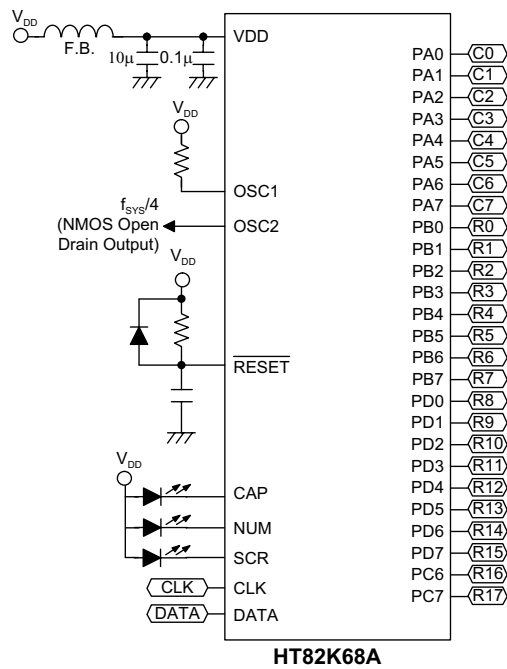 VDD
F.B.
10μ 0.1μ
VDD
VDD
OSC1
fSYS/4
(NMOS Open
Drain Output)
OSC2
VDD
RESET
VDD
CAP
NUM
SCR
CLK CLK
DATA DATA
PA0 C0
PA1 C1
PA2 C2
PA3 C3
PA4 C4
PA5 C5
PA6 C6
PA7 C7
PB0 R0
PB1 R1
PB2 R2
PB3 R3
PB4 R4
PB5 R5
PB6 R6
PB7 R7
PD0 R8
PD1 R9
PD2 R10
PD3 R11
PD4 R12
PD5 R13
PD6 R14
PD7 R15
PC6 R16
PC7 R17
HT82K68A